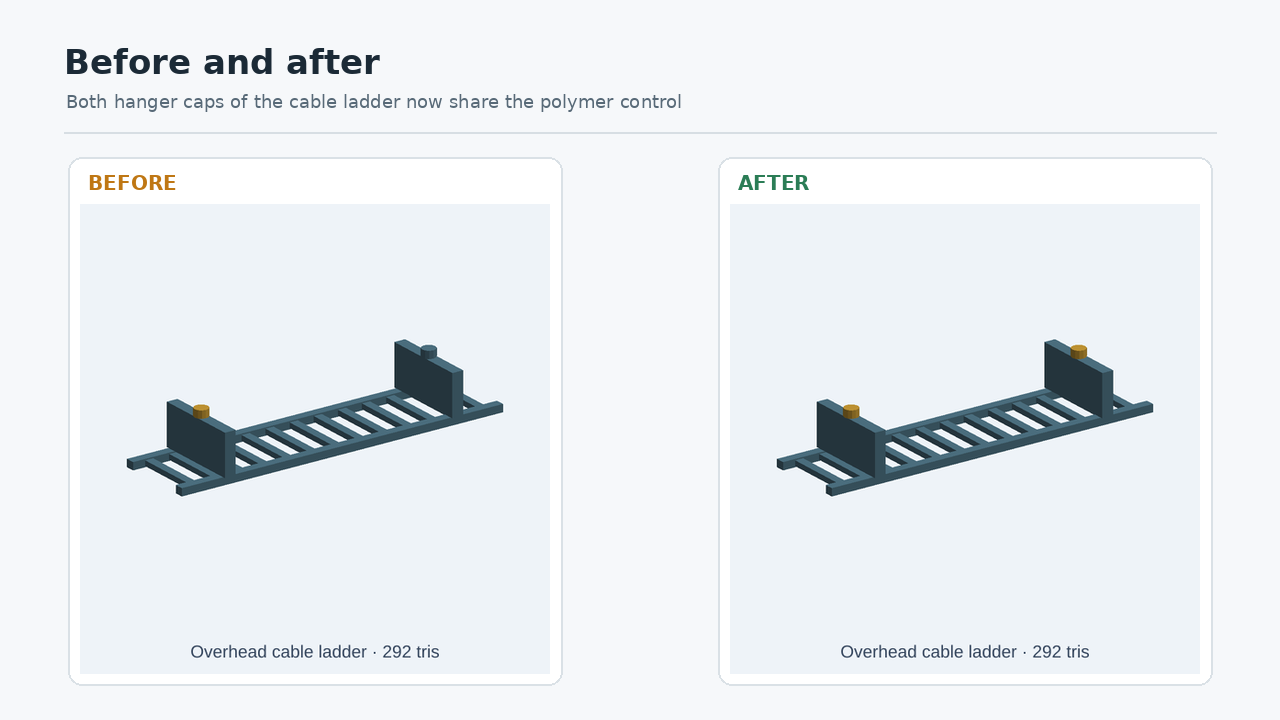 Before and after
Both hanger caps of the cable ladder now share the polymer control
BEFORE
Overhead cable ladder · 292 tris
AFTER
Overhead cable ladder · 292 tris